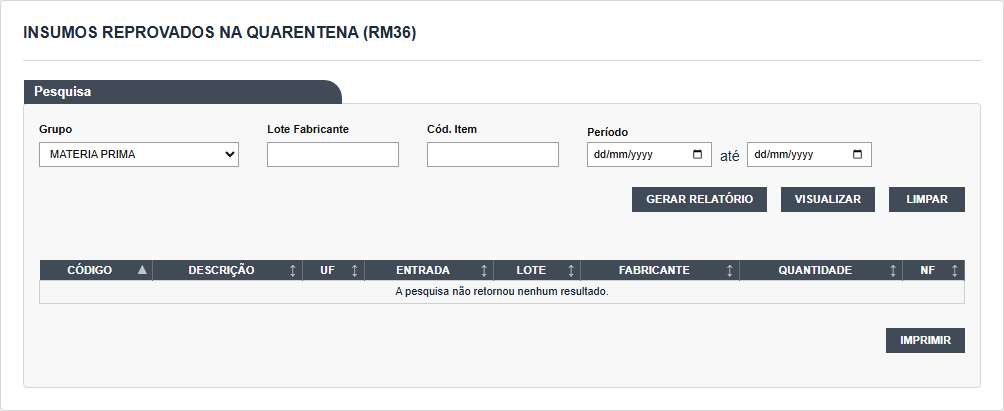 INSUMOS REPROVADOS NA QUARENTENA (RM36)
Pesquisa
Grupo Lote Fabricante Cód. Item Período
MATERIA PRIMA dd/mm/yyyy até dd/mm/yyyy
GERAR RELATÓRIO VISUALIZAR LIMPAR
CÓDIGO DESCRIÇÃO UF ENTRADA LOTE FABRICANTE QUANTIDADE NF
A pesquisa não retornou nenhum resultado.
IMPRIMIR